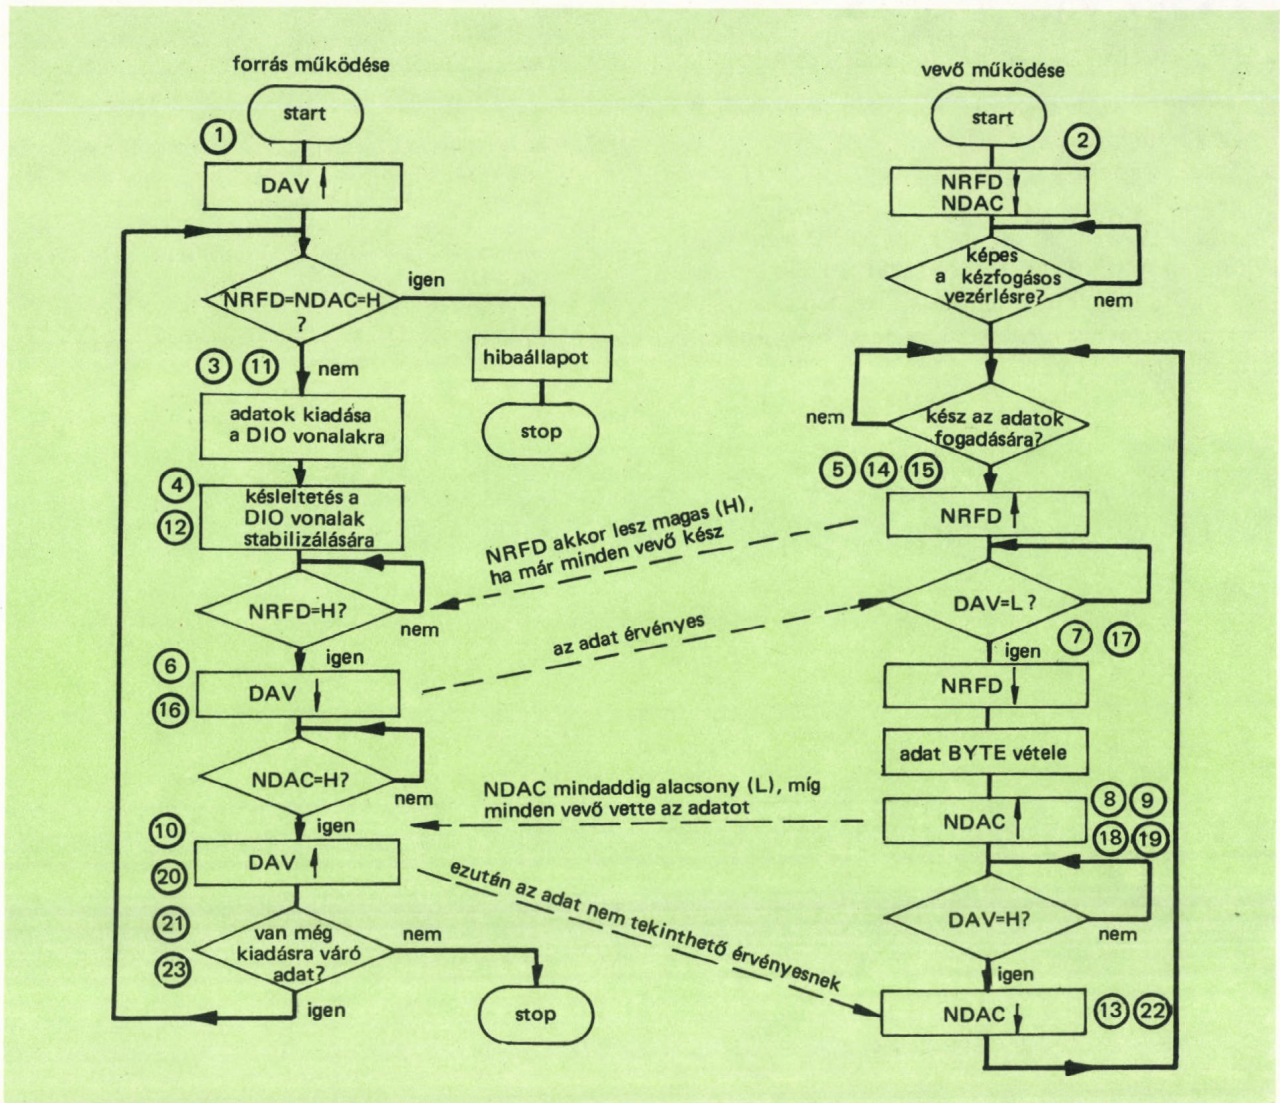 forrás működése
start
1
DAV
NRFD=NDAC=H
?
igen
hibaállapot
stop
3 11
nem
adatok kiadása
a DIO vonalakra
4
12
késleltetés a
DIO vonalak
stabilizálására
NRFD=H?
nem
igen
6
16
DAV
NDAC=H?
nem
igen
10
20
DAV
21
23
van még
kiadásra váró
adat?
nem
igen
stop
NRFD akkor lesz magas (H),
ha már minden vevő kész
az adat érvényes
NDAC mindaddig alacsony (L), míg
minden vevő vette az adatot
ezután az adat nem tekinthető érvényesnek
vevő működése
start
2
NRFD
NDAC
képes
a kézfogásos
vezérlésre?
nem
nem
kész az adatok
fogadására?
5 14 15
NRFD
DAV=L?
7 17
igen
NRFD
adat BYTE vétele
8 9
NDAC
18 19
DAV=H?
nem
igen
NDAC
13 22